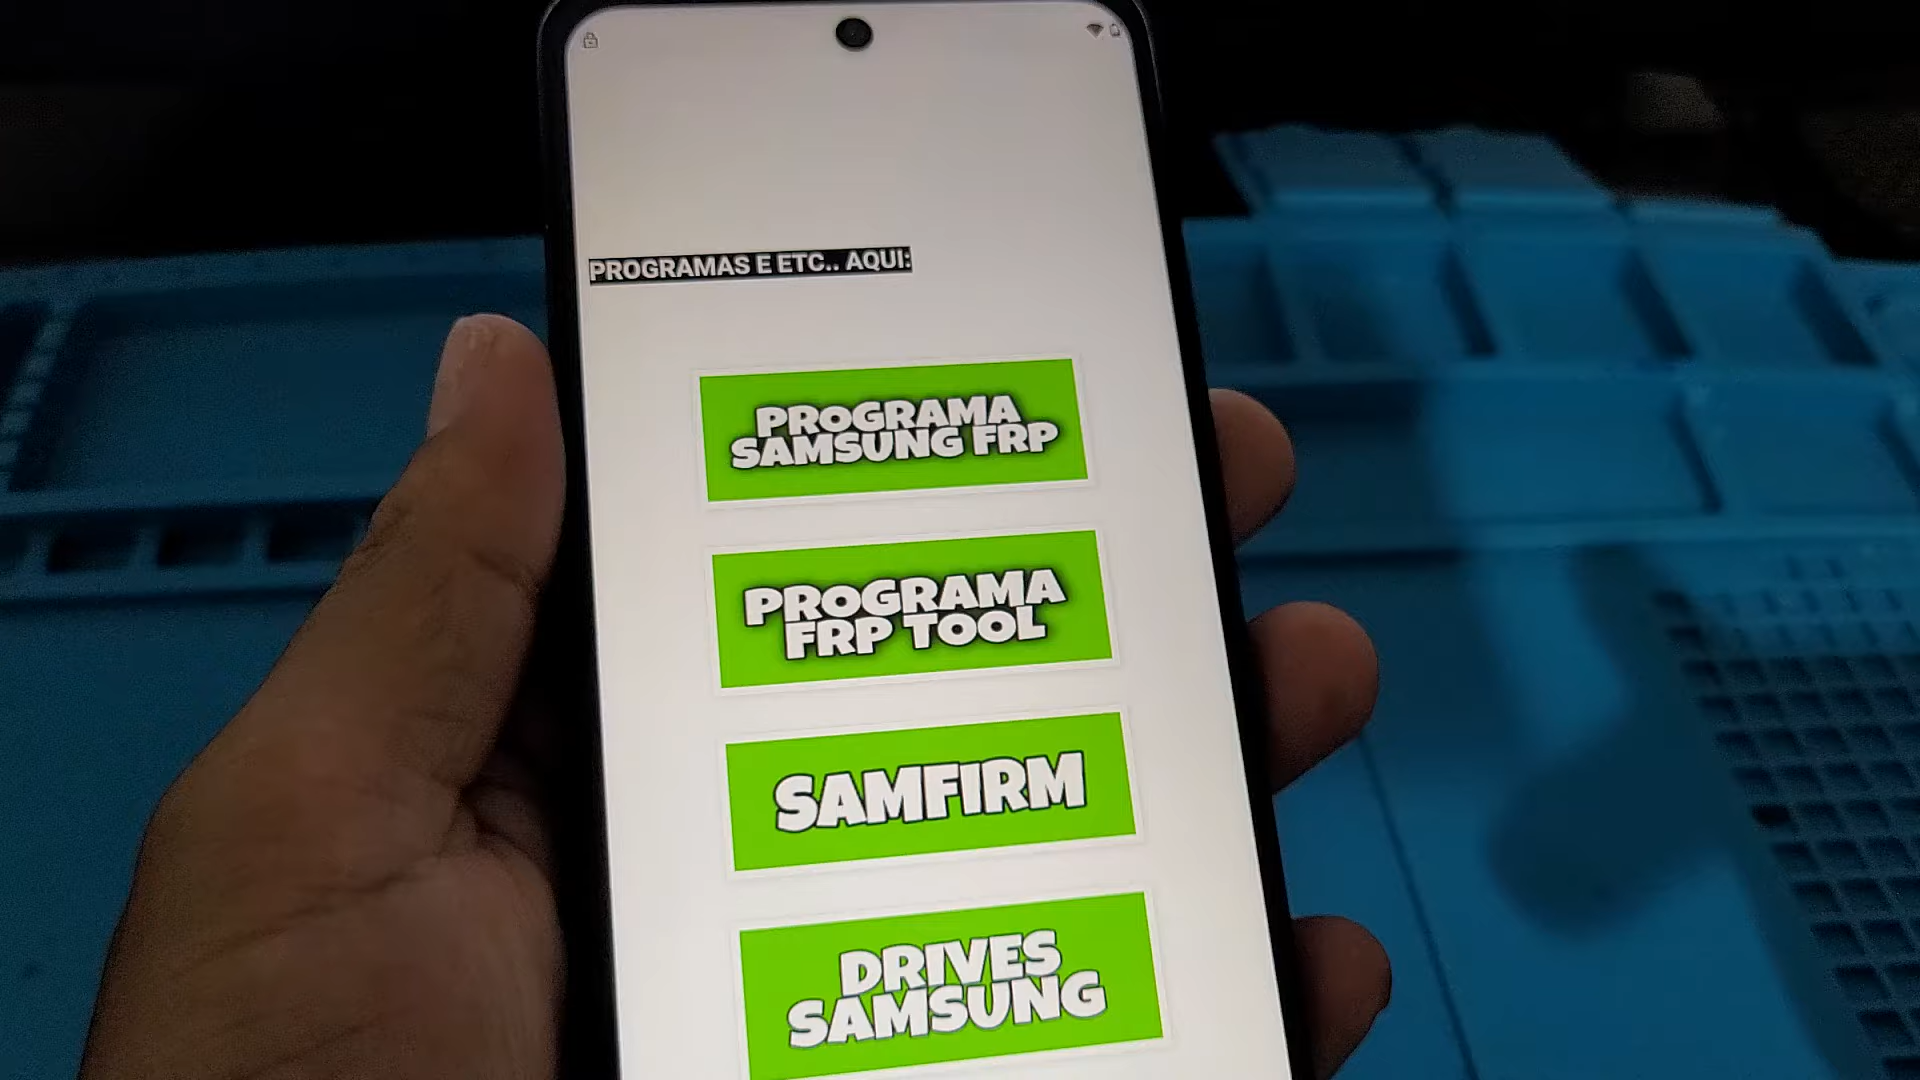 PROGRAMAS E ETC.. AQUI:
PROGRAMA
SAMSUNG FRP
PROGRAMA
FRP TOOL
SAMFIRM
DRIVES
SAMSUNG